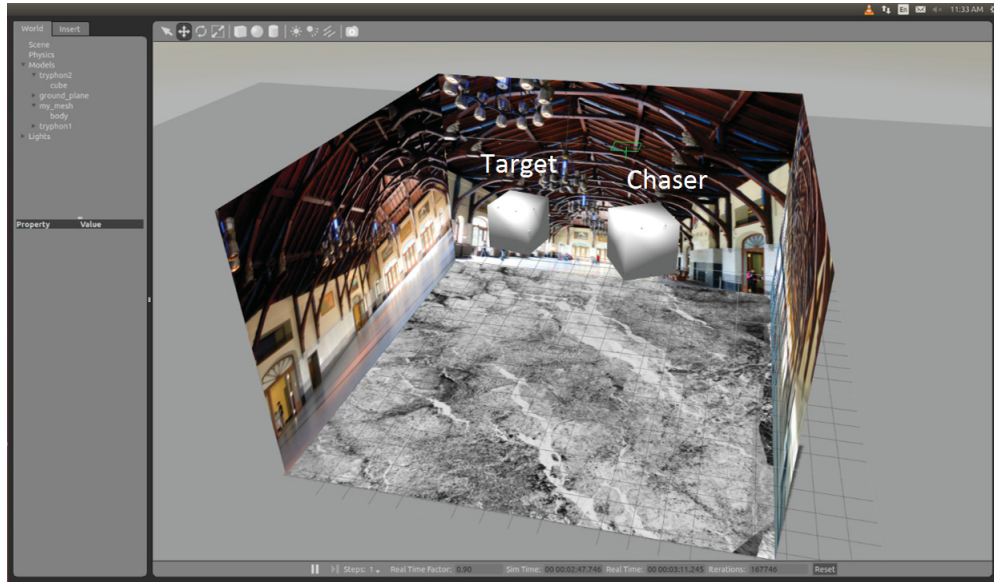 En 11:33 AM
World Insert
Scene
Physics
Models
tryphon2
cube
ground_plane
my_mesh
body
tryphon1
Lights
Property Value
Target
Chaser
Steps: 1 Real Time Factor: 0.90 Sim Time: 00 00:02:47.746 Real Time: 00 00:03:11.245 Iterations: 167746 Reset